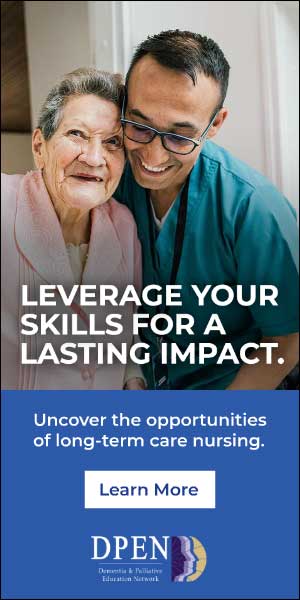 LEVERAGE YOUR
SKILLS FOR A
LASTING IMPACT.
Uncover the opportunities
of long-term care nursing.
Learn More
DPEN
Dementia & Palliative
Education Network